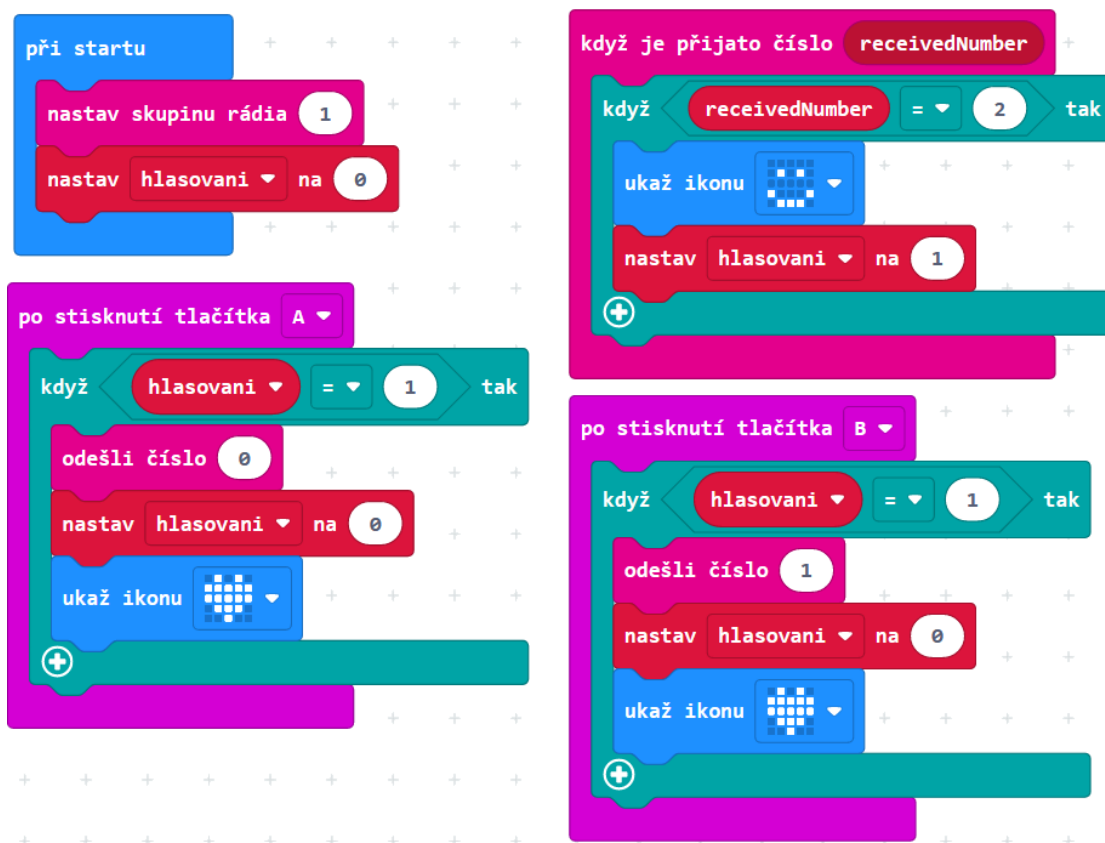 při startu
nastav skupinu rádia 1
nastav hlasovani na 0
po stisknutí tlačítka A
když hlasovani = 1 tak
odešli číslo 0
nastav hlasovani na 0
ukaž ikonu
když je přijato číslo receivedNumber
když receivedNumber = 2 tak
ukaž ikonu
nastav hlasovani na 1
po stisknutí tlačítka B
když hlasovani = 1 tak
odešli číslo 1
nastav hlasovani na 0
ukaž ikonu